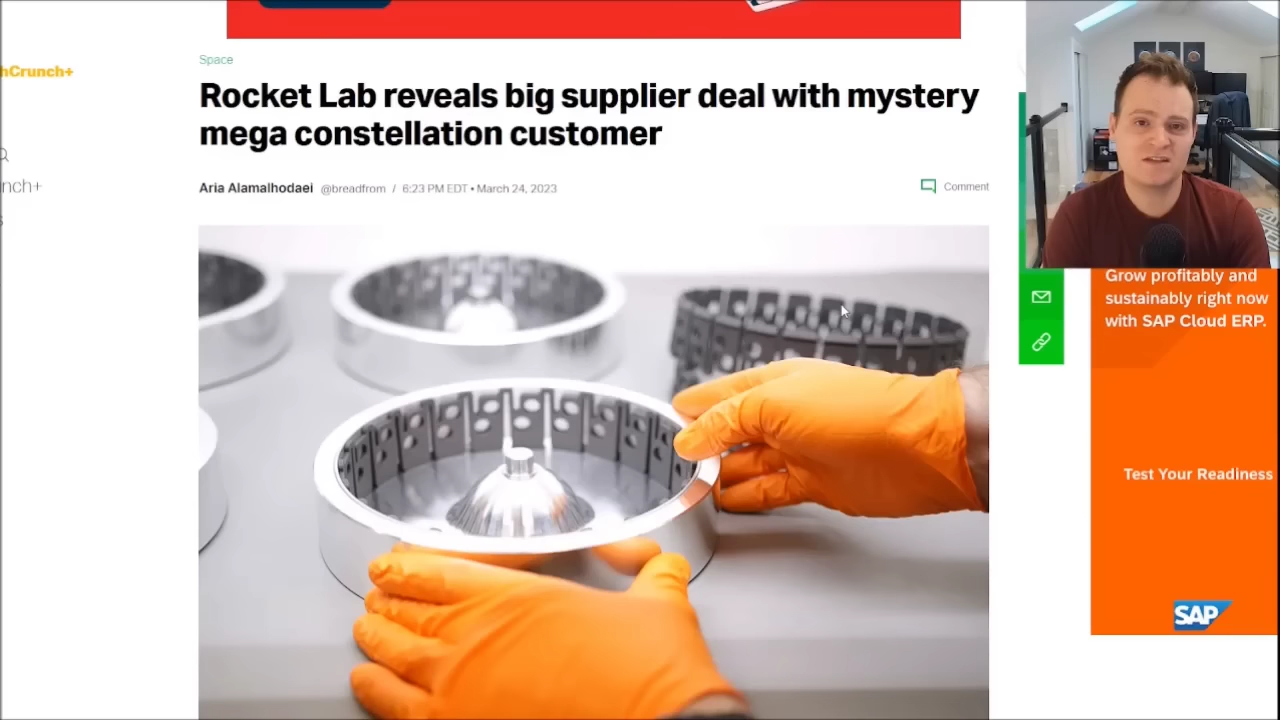 hCrunch+
nch+
Space
Rocket Lab reveals big supplier deal with mystery
mega constellation customer
Aria Alamalhodaei @breadfrom / 6:23 PM EDT • March 24, 2023
Comment
Grow profitably and
sustainably right now
with SAP Cloud ERP.
Test Your Readiness
SAP